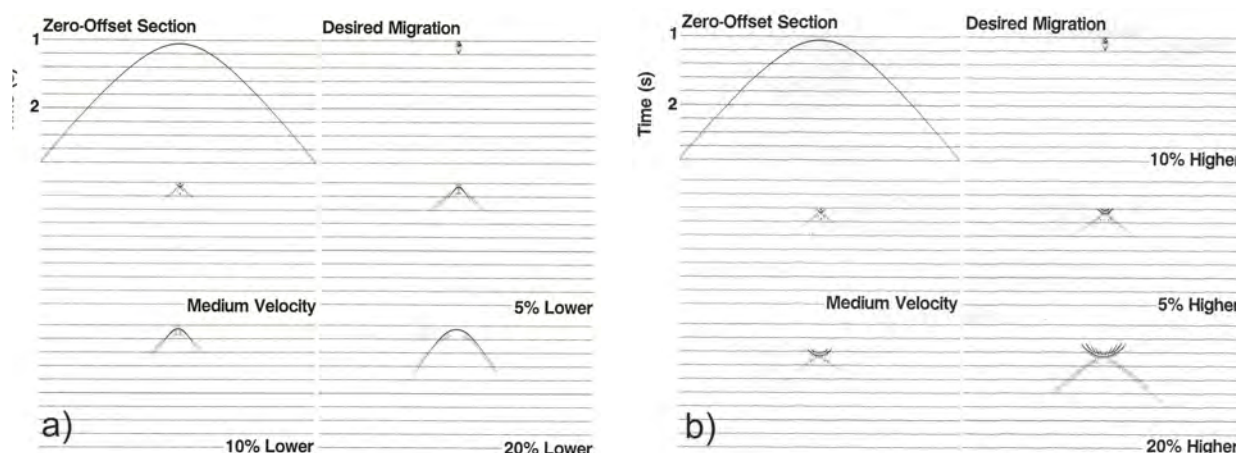 Zero-Offset Section
Desired Migration
1
2
Medium Velocity
5% Lower
10% Lower
20% Lower
a)
Zero-Offset Section
Desired Migration
1
2
Time (s)
10% Higher
Medium Velocity
5% Higher
20% Higher
b)